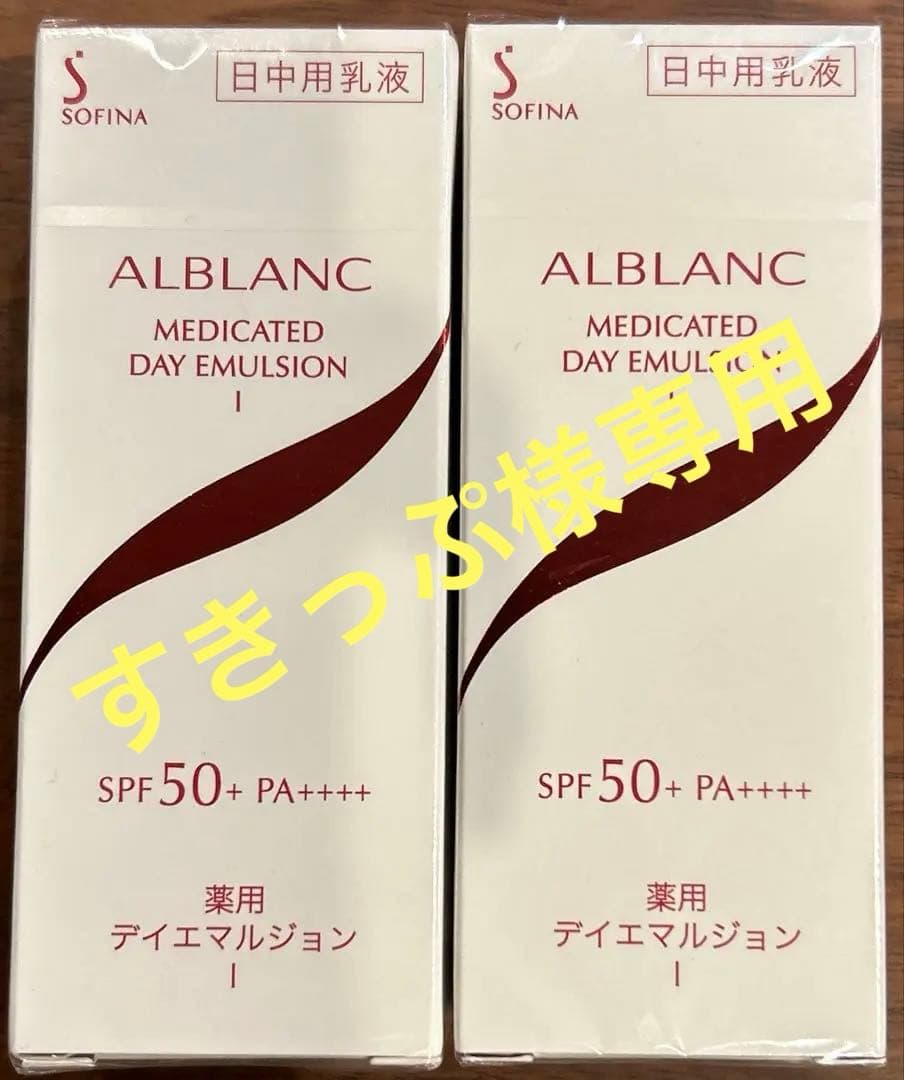 SOFINA
日中用乳液
ALBLANC
MEDICATED
DAY EMULSION
I
SPF50+ PA++++
薬用
デイエマルジョン
I
SOFINA
日中用乳液
ALBLANC
MEDICATED
DAY EMULSION
I
SPF50+ PA++++
薬用
デイエマルジョン
I
すきっぷ様専用